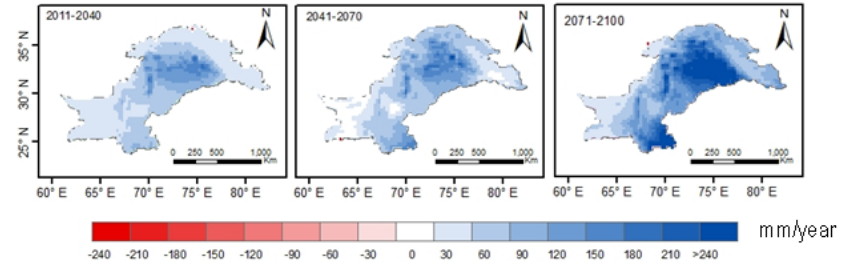 2011-2040
N
2041-2070
N
2071-2100
N
35° N
30° N
25° N
0 250 500 1,000
Km
0 250 500 1,000
Km
0 250 500 1,000
Km
60° E 65° E 70° E 75° E 80° E
60° E 65° E 70° E 75° E 80° E
60° E 65° E 70° E 75° E 80° E
mm/year
-240 -210 -180 -150 -120 -90 -60 -30 0 30 60 90 120 150 180 210 >240